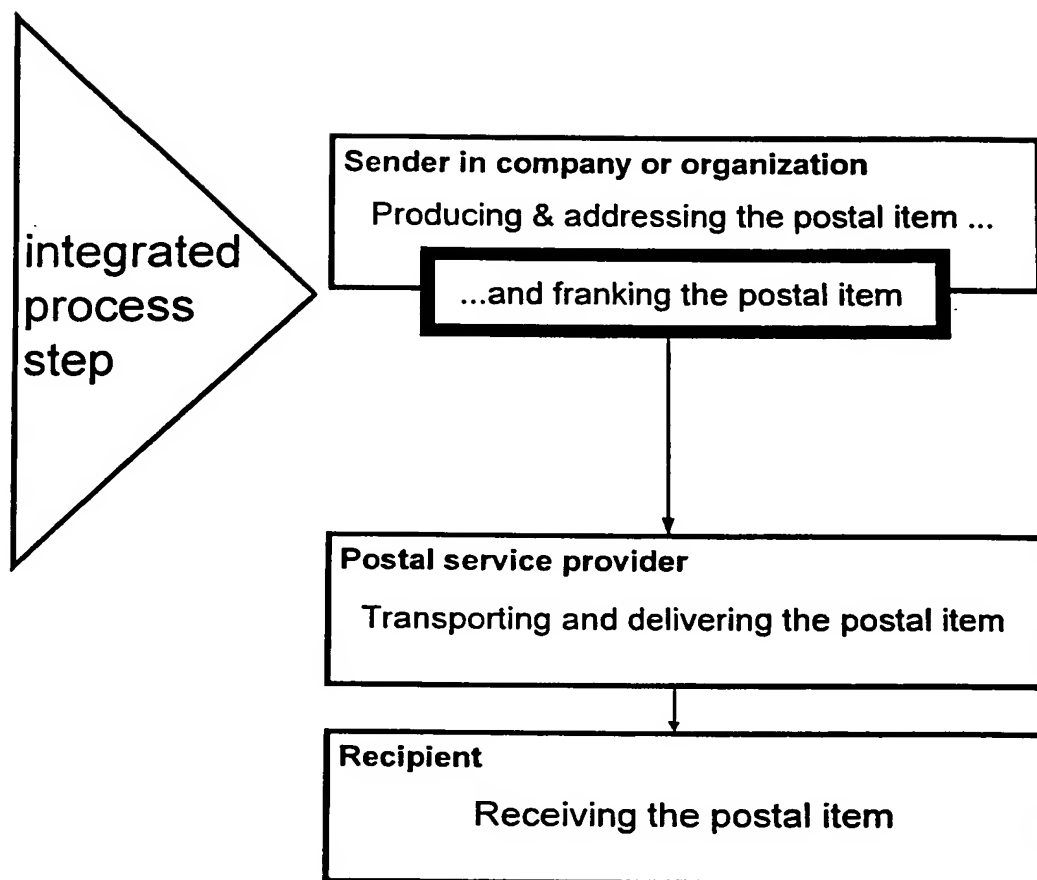 integrated
process
step
Sender in company or organization
Producing & addressing the postal item ...
...and franking the postal item
Postal service provider
Transporting and delivering the postal item
Recipient
Receiving the postal item